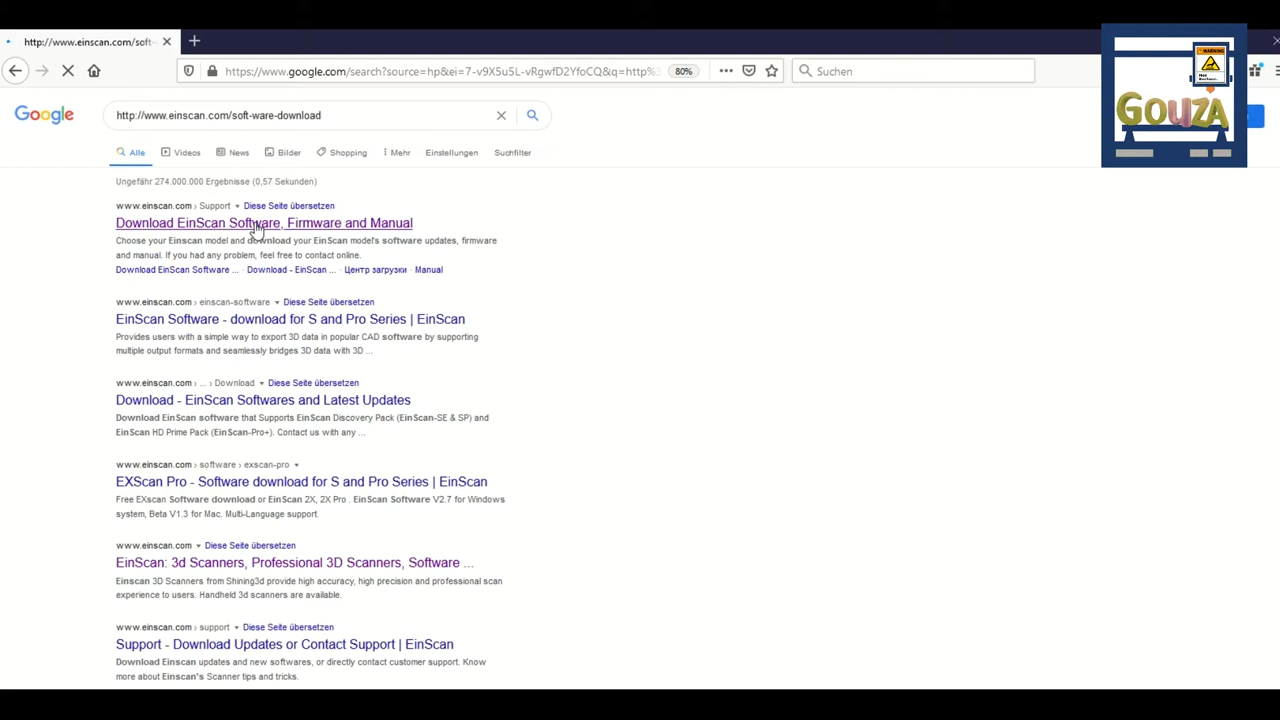 http://www.einscan.com/soft-
https://www.google.com/search?source=hp&ei=7-v9X5u5L-vRgwfD2YfoCQ&q=http%3
80%
Suchen
WARNING
Hot Surface
GOUZA
Google
http://www.einscan.com/soft-ware-download
Alle Videos News Bilder Shopping Mehr Einstellungen Suchfilter
Ungefähr 274.000.000 Ergebnisse (0,57 Sekunden)
www.einscan.com › Support Diese Seite übersetzen
Download EinScan Software, Firmware and Manual
Choose your Einscan model and download your EinScan model's software updates, firmware
and manual. If you had any problem, feel free to contact online.
Download EinScan Software ... · Download - EinScan ... · Центр загрузки · Manual
www.einscan.com › einscan-software Diese Seite übersetzen
EinScan Software - download for S and Pro Series | EinScan
Provides users with a simple way to export 3D data in popular CAD software by supporting
multiple output formats and seamlessly bridges 3D data with 3D ...
www.einscan.com › ... › Download Diese Seite übersetzen
Download - EinScan Softwares and Latest Updates
Download EinScan software that Supports EinScan Discovery Pack (EinScan-SE & SP) and
EinScan HD Prime Pack (EinScan-Pro+). Contact us with any ...
www.einscan.com › software › exscan-pro
EXScan Pro - Software download for S and Pro Series | EinScan
Free EXscan Software download or EinScan 2X, 2X Pro . EinScan Software V2.7 for Windows
system, Beta V1.3 for Mac. Multi-Language support.
www.einscan.com Diese Seite übersetzen
EinScan: 3d Scanners, Professional 3D Scanners, Software ...
Einscan 3D Scanners from Shining3d provide high accuracy, high precision and professional scan
experience to users. Handheld 3d scanners are available.
www.einscan.com › support Diese Seite übersetzen
Support - Download Updates or Contact Support | EinScan
Download Einscan updates and new softwares, or directly contact customer support. Know
more about Einscan's Scanner tips and tricks.